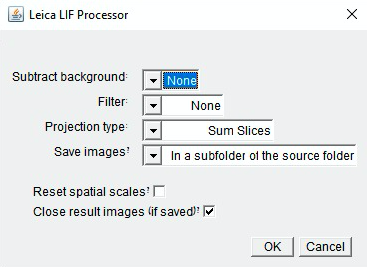 Leica LIF Processor
Subtract background: None
Filter: None
Projection type: Sum Slices
Save images? In a subfolder of the source folder
Reset spatial scales?
Close result images (if saved)?
OK Cancel